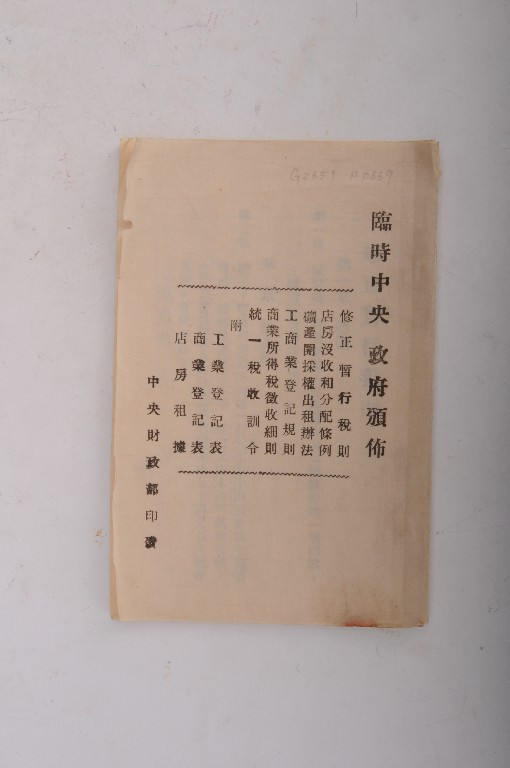 臨時中央政府頒佈
修正暫行稅則
店房沒收和分配條例
礦產開採權出租辦法
工商業登記規則
商業所得稅徵收細則
統一稅收訓令
附
工業登記表
商業登記表
店房租據
中央財政部印